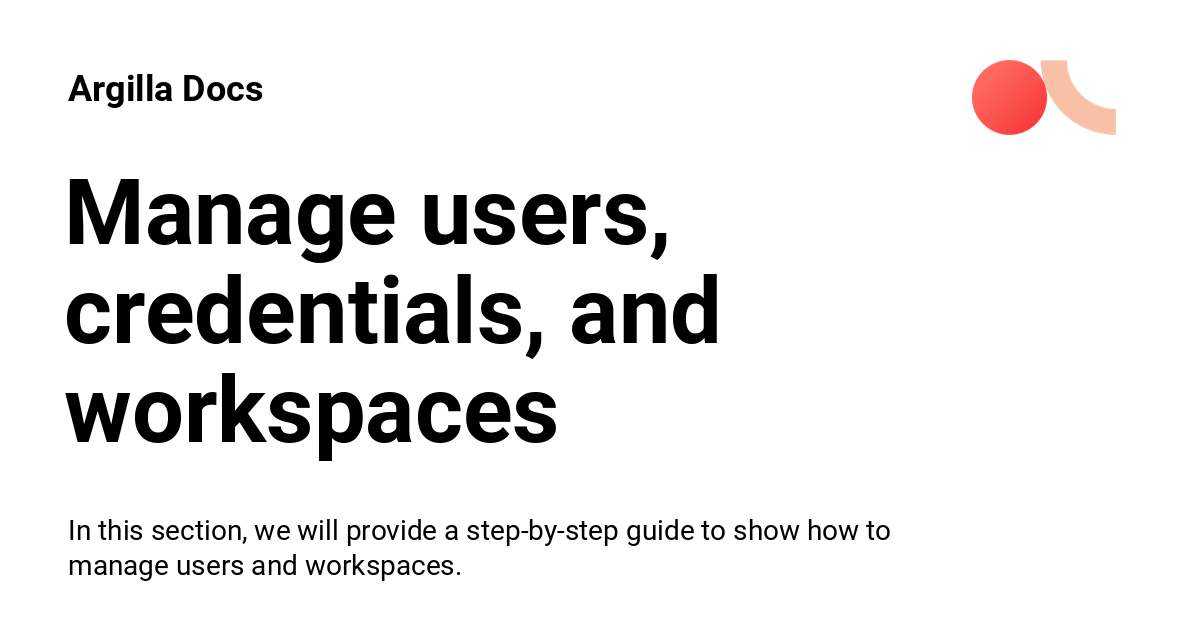 Argilla Docs
Manage users,
credentials, and
workspaces
In this section, we will provide a step-by-step guide to show how to
manage users and workspaces.